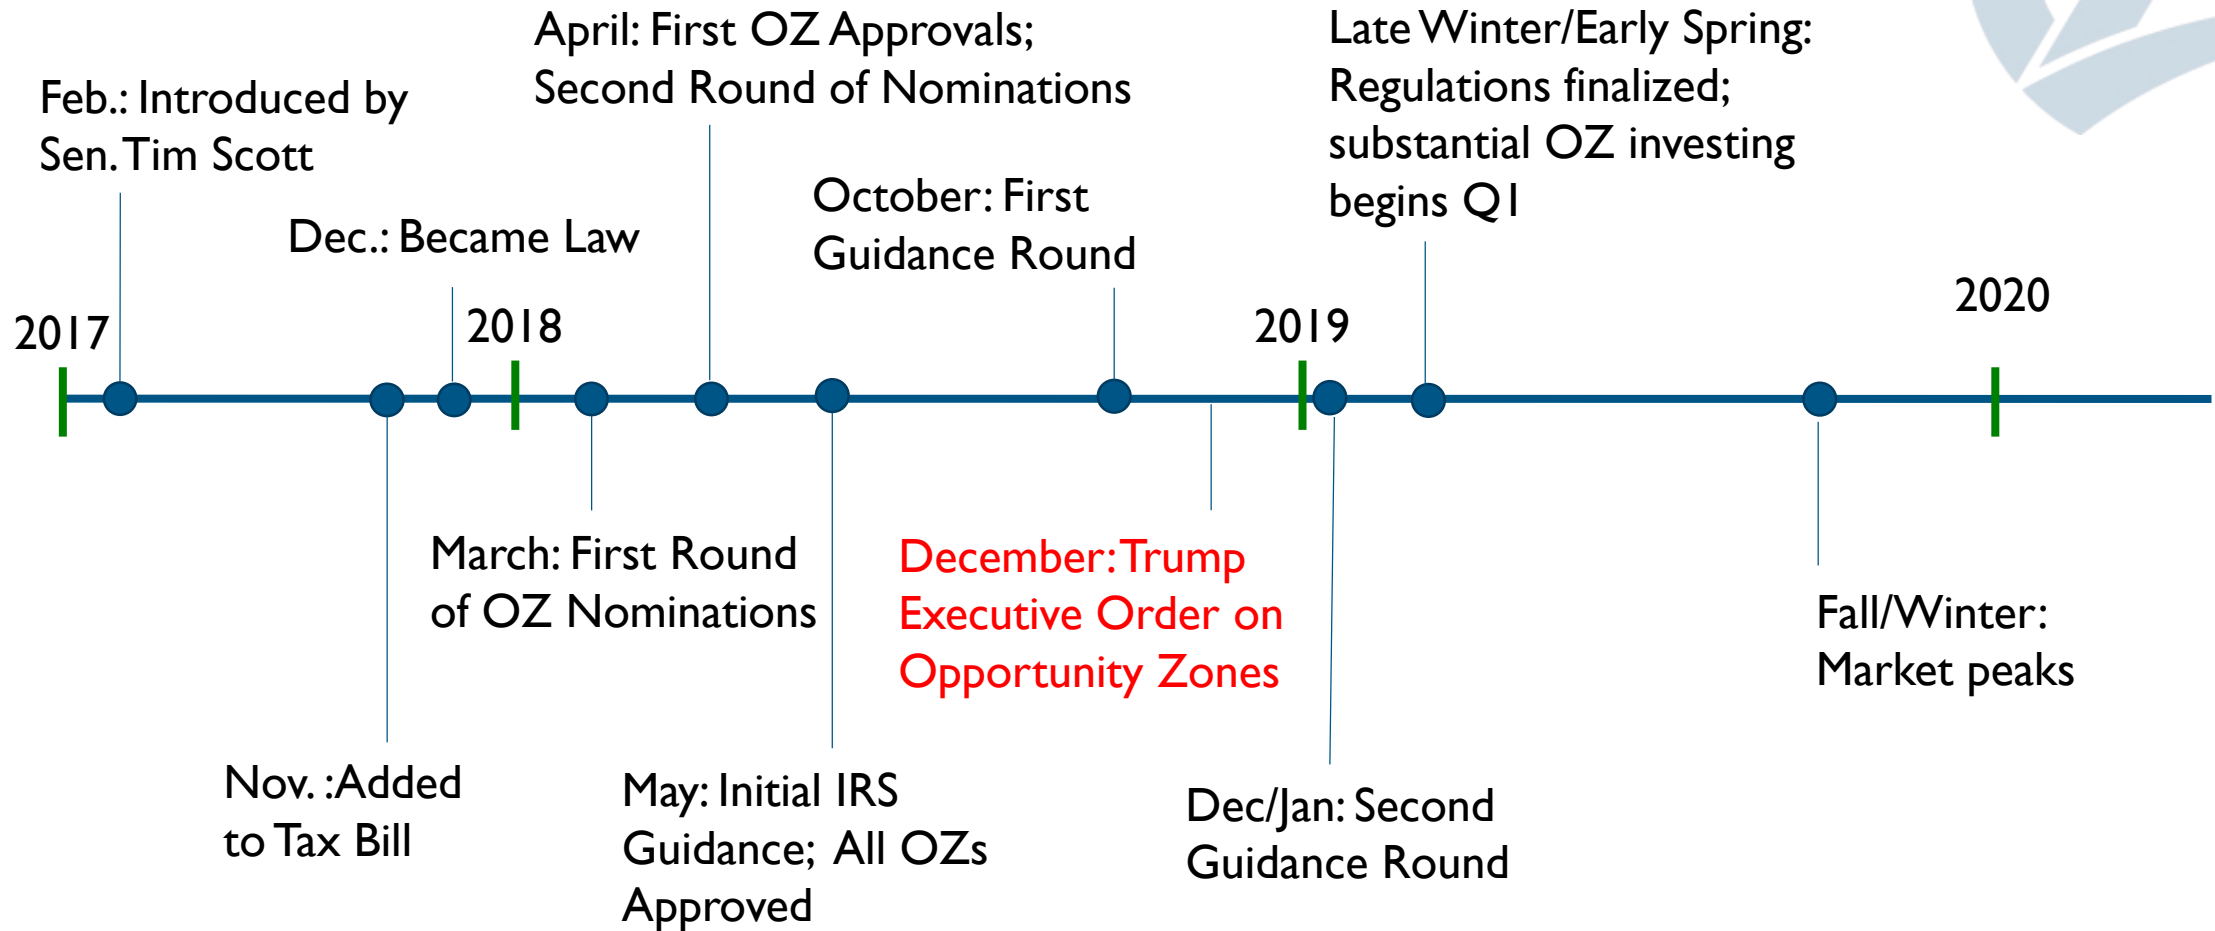 Feb.: Introduced by
Sen. Tim Scott
Dec.: Became Law
April: First OZ Approvals;
Second Round of Nominations
October: First
Guidance Round
Late Winter/Early Spring:
Regulations finalized;
substantial OZ investing
begins Q1
2017
2018
2019
2020
Nov. :Added
to Tax Bill
March: First Round
of OZ Nominations
May: Initial IRS
Guidance; All OZs
Approved
December: Trump
Executive Order on
Opportunity Zones
Dec/Jan: Second
Guidance Round
Fall/Winter:
Market peaks